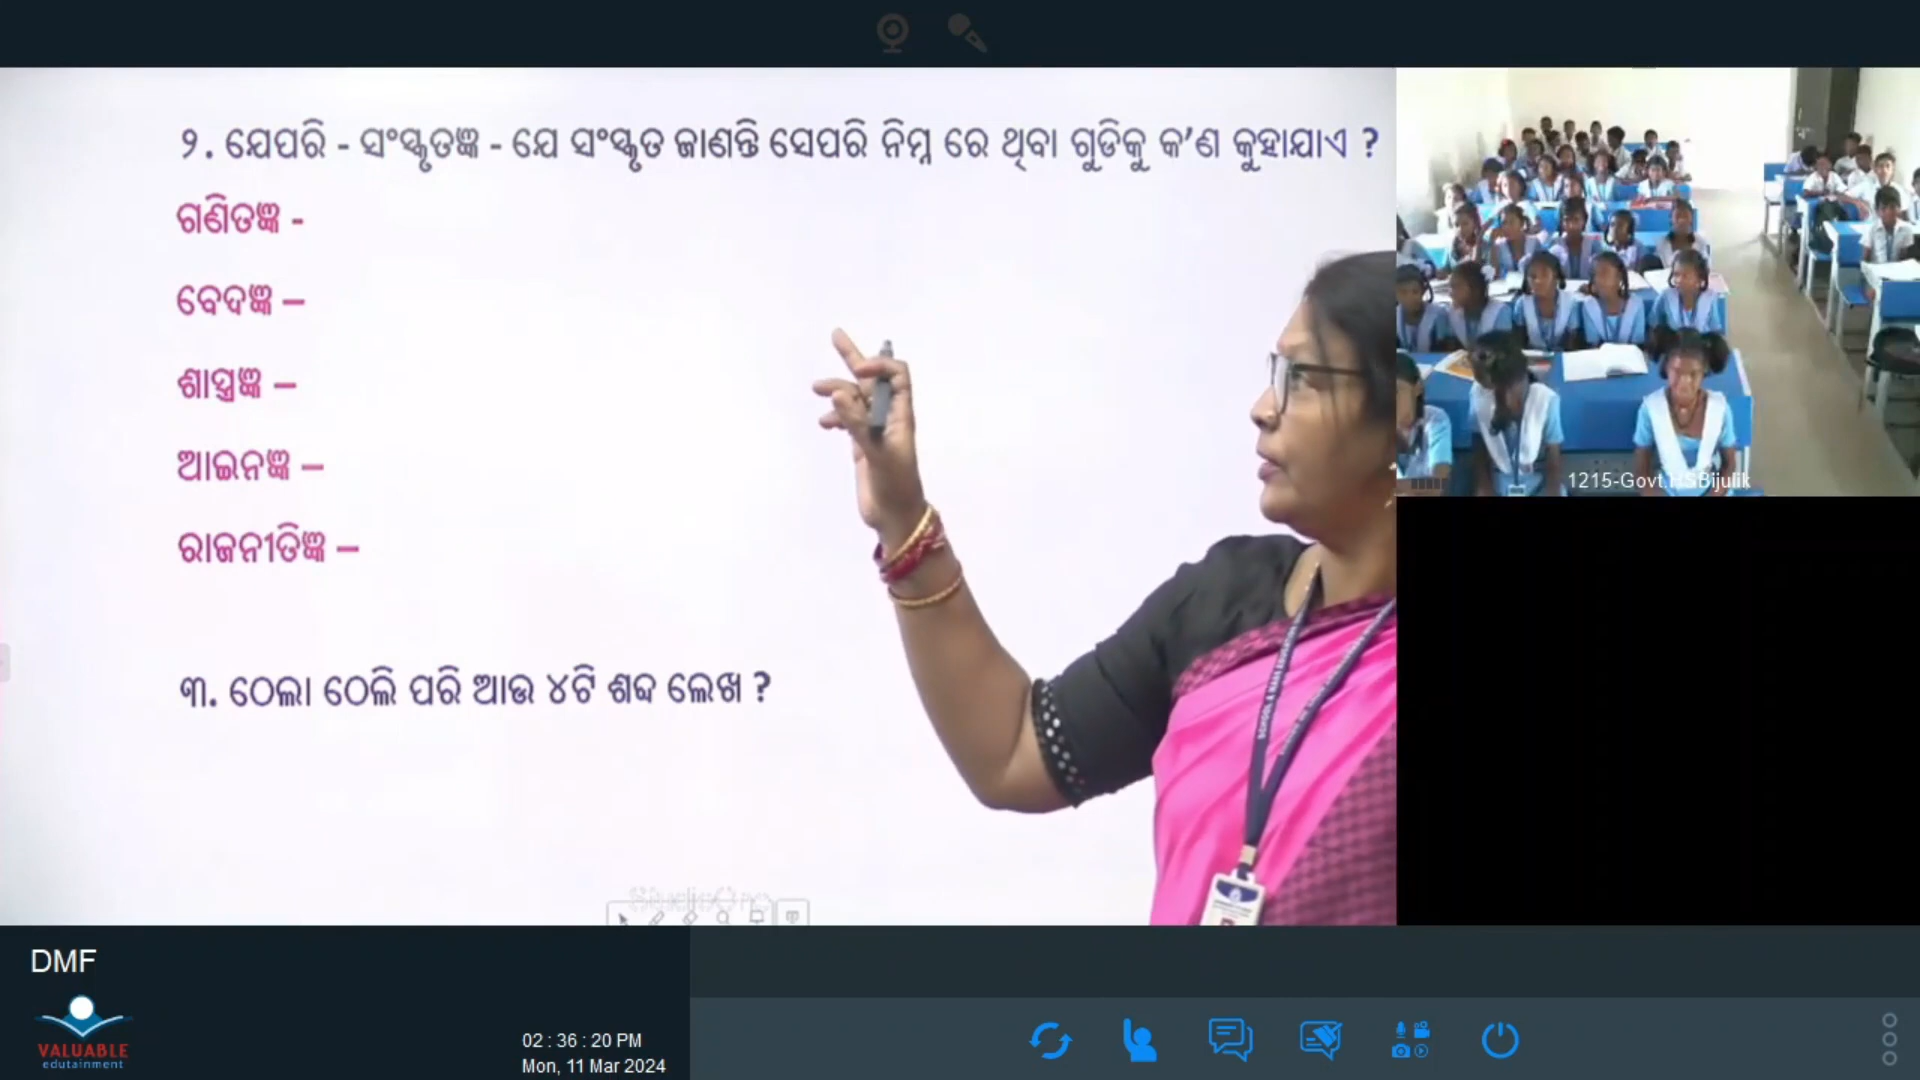 ୨. ଯେପରି - ସଂସ୍କୃତଜ୍ଞ - ଯେ ସଂସ୍କୃତ ଜାଣନ୍ତି ସେପରି ନିମ୍ନ ରେ ଥିବା ଗୁଡିକୁ କ'ଣ କୁହାଯାଏ ?
ଗଣିତଜ୍ଞ -
ବେଦଜ୍ଞ –
ଶାସ୍ତ୍ରଜ୍ଞ –
ଆଇନଜ୍ଞ –
ରାଜନୀତିଜ୍ଞ –
୩. ଠେଲା ଠେଲି ପରି ଆଉ ୪ଟି ଶବ୍ଦ ଲେଖ ?
1215-Govt.HSBijulik
DMF
VALUABLE
edutainment
02 : 36 : 20 PM
Mon, 11 Mar 2024